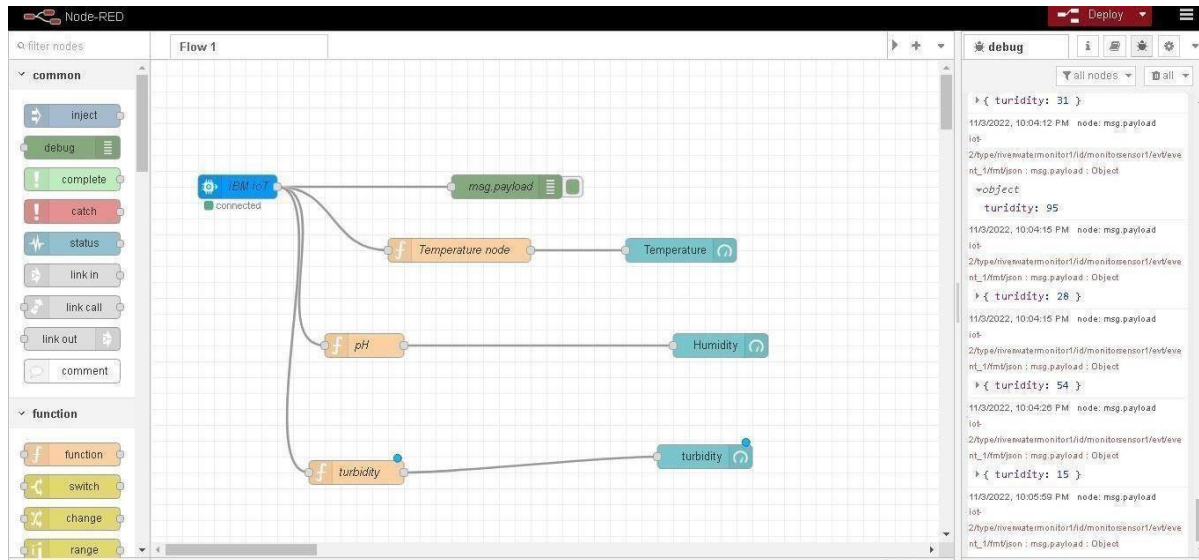 Node-RED
Deploy
filter nodes
Flow 1
debug
i
all nodes
all
common
inject
debug
complete
catch
status
link in
link call
link out
comment
function
function
switch
change
range
IBM IoT
connected
msg.payload
Temperature node
Temperature
pH
Humidity
turbidity
turbidity
{ turidity: 31 }
11/3/2022, 10:04:12 PM node: msg.payload
iot-
2/type/riverwatermonitor1/id/monitorsensor1/evt/eve
nt_1/fmt/json : msg.payload : Object
object
turidity: 95
11/3/2022, 10:04:15 PM node: msg.payload
iot-
2/type/riverwatermonitor1/id/monitorsensor1/evt/eve
nt_1/fmt/json : msg.payload : Object
{ turidity: 28 }
11/3/2022, 10:04:15 PM node: msg.payload
iot-
2/type/riverwatermonitor1/id/monitorsensor1/evt/eve
nt_1/fmt/json : msg.payload : Object
{ turidity: 54 }
11/3/2022, 10:04:26 PM node: msg.payload
iot-
2/type/riverwatermonitor1/id/monitorsensor1/evt/eve
nt_1/fmt/json : msg.payload : Object
{ turidity: 15 }
11/3/2022, 10:05:59 PM node: msg.payload
iot-
2/type/riverwatermonitor1/id/monitorsensor1/evt/eve
nt_1/fmt/json : msg.payload : Object